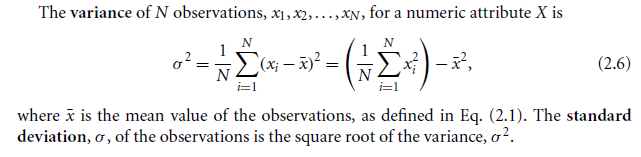 The variance of N observations, x₁, x₂, ..., x_N, for a numeric attribute X is
σ² = 1/N ∑_{i=1}^{N} (xᵢ − x̄)² = (1/N ∑_{i=1}^{N} xᵢ²) − x̄², (2.6)
where x̄ is the mean value of the observations, as defined in Eq. (2.1). The standard
deviation, σ, of the observations is the square root of the variance, σ².